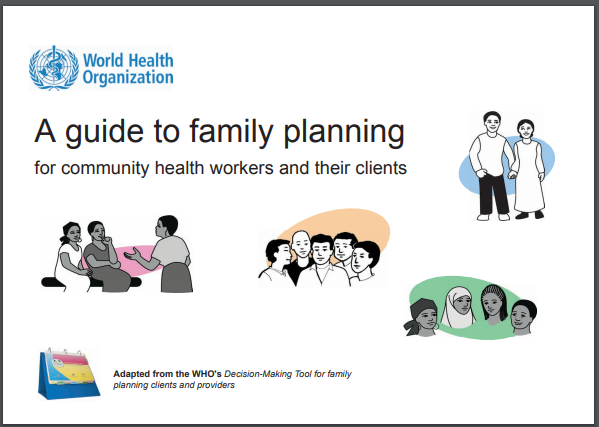 World Health
Organization
A guide to family planning
for community health workers and their clients
Adapted from the WHO's Decision-Making Tool for family
planning clients and providers